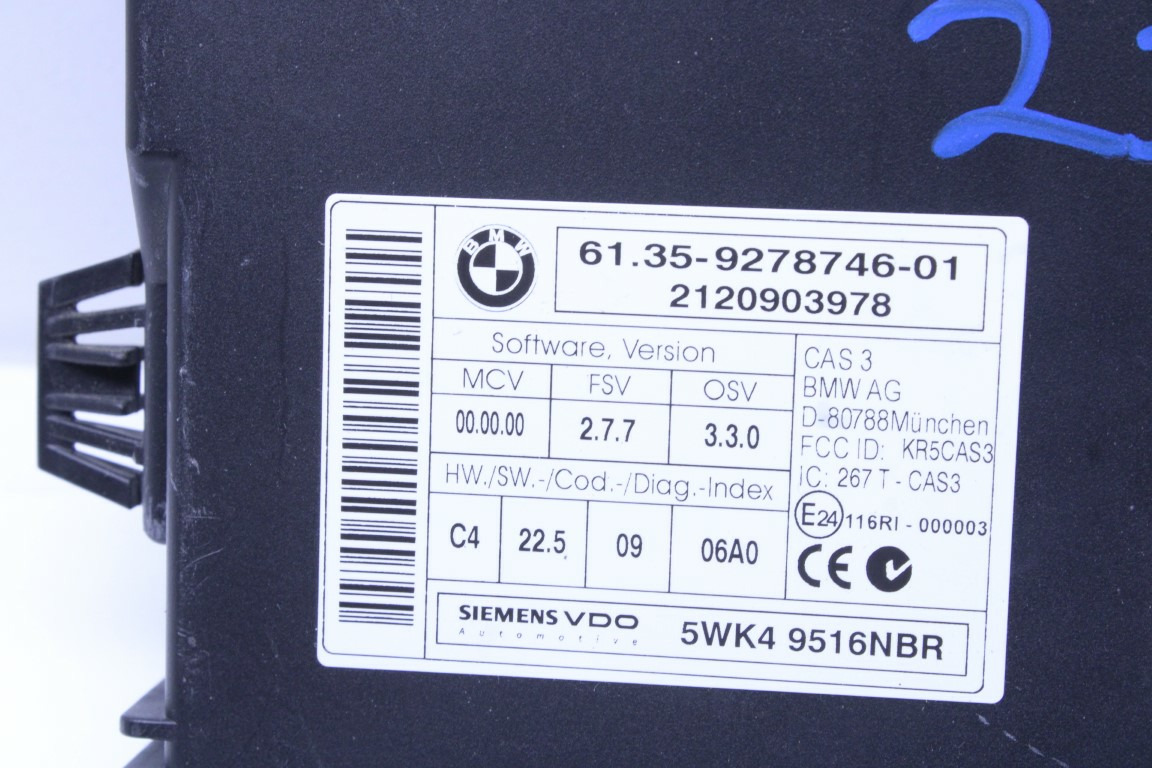 2
BMW
61.35-9278746-01
2120903978
Software, Version
MCV FSV OSV
00.00.00 2.7.7 3.3.0
HW./SW.-/Cod.-/Diag.-Index
C4 22.5 09 06A0
CAS 3
BMW AG
D-80788München
FCC ID: KR5CAS3
IC: 267 T - CAS3
E24 116RI - 000003
CE
SIEMENS VDO
Automotive
5WK4 9516NBR